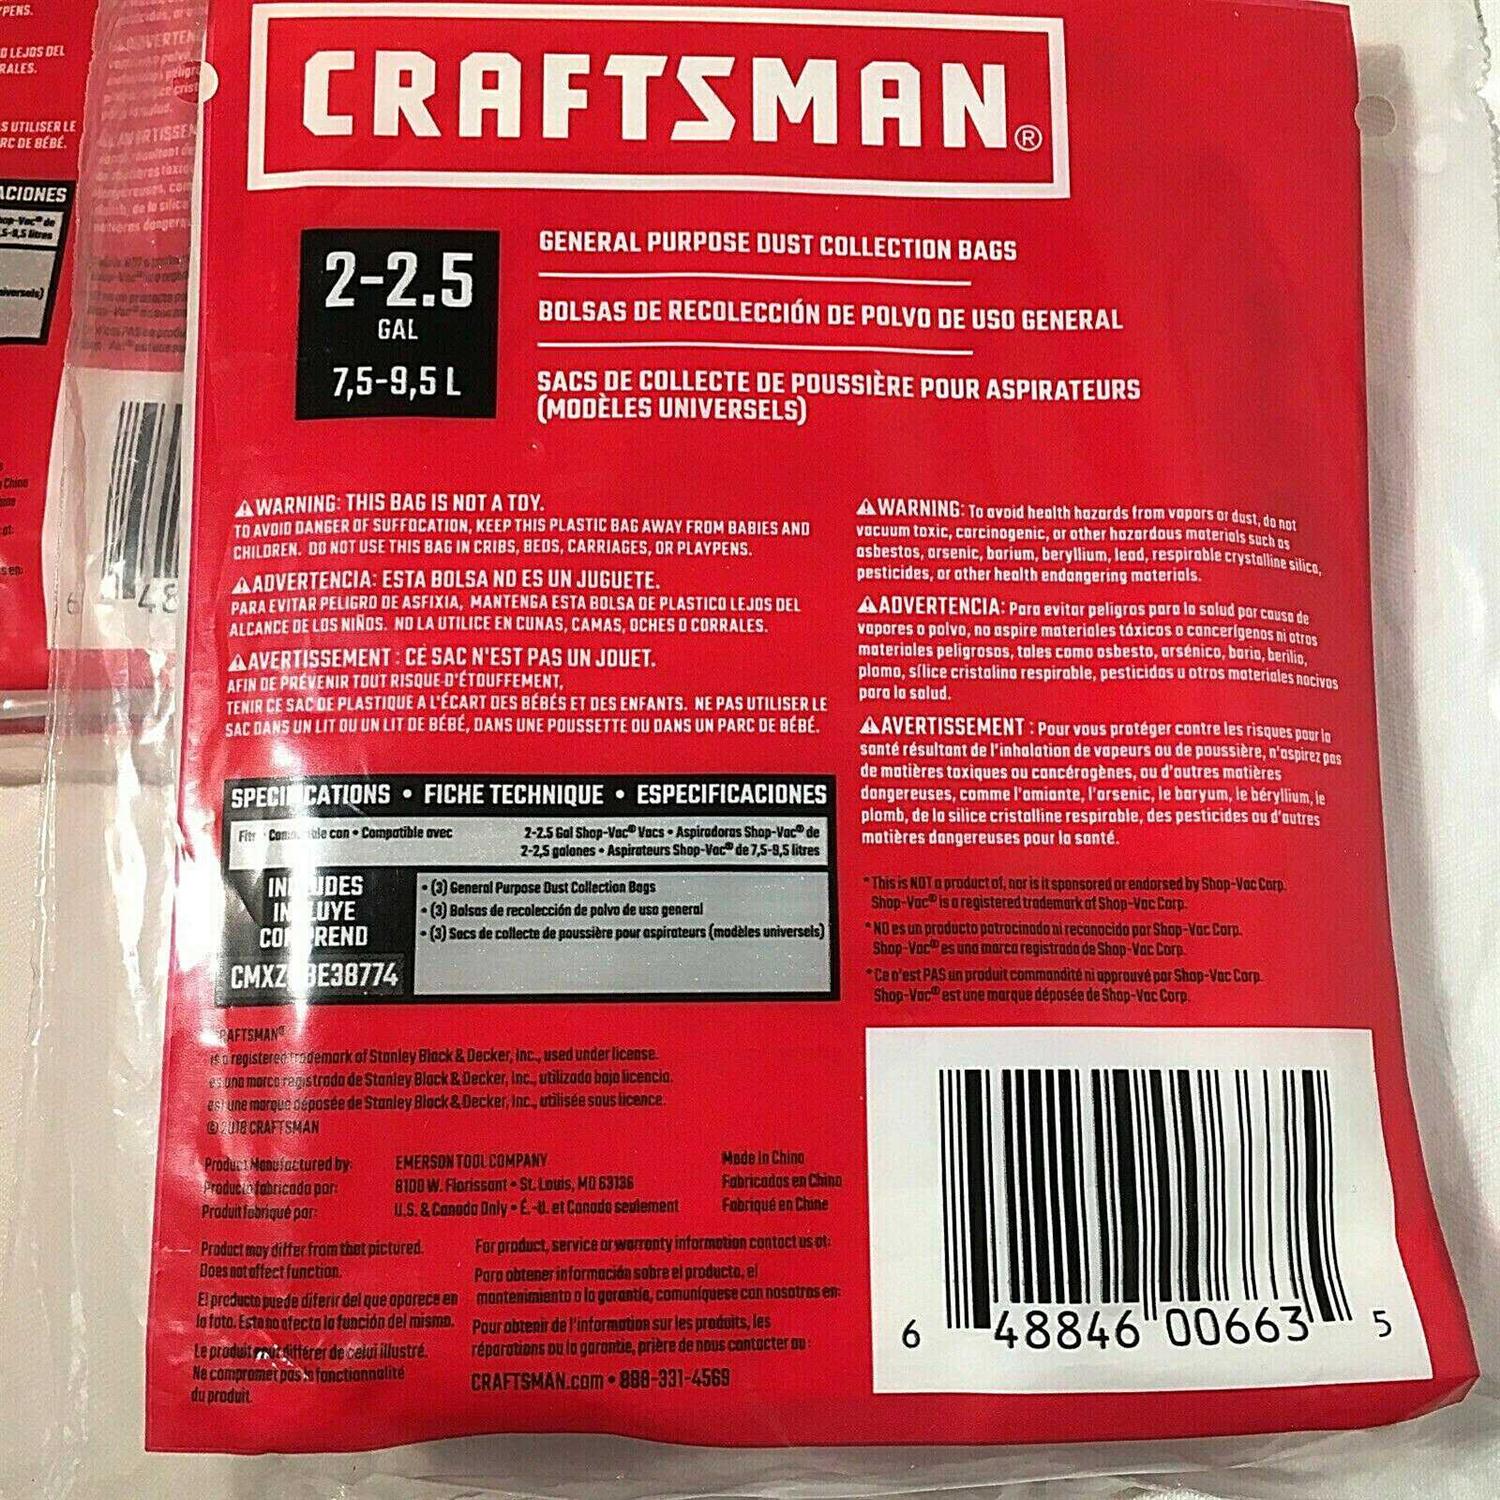 CRAFTSMAN®
2-2.5
GAL
7,5-9,5 L
GENERAL PURPOSE DUST COLLECTION BAGS
BOLSAS DE RECOLECCIÓN DE POLVO DE USO GENERAL
SACS DE COLLECTE DE POUSSIÈRE POUR ASPIRATEURS
(MODÈLES UNIVERSELS)
⚠WARNING: THIS BAG IS NOT A TOY.
TO AVOID DANGER OF SUFFOCATION, KEEP THIS PLASTIC BAG AWAY FROM BABIES AND
CHILDREN. DO NOT USE THIS BAG IN CRIBS, BEDS, CARRIAGES, OR PLAYPENS.
⚠ADVERTENCIA: ESTA BOLSA NO ES UN JUGUETE.
PARA EVITAR PELIGRO DE ASFIXIA, MANTENGA ESTA BOLSA DE PLASTICO LEJOS DEL
ALCANCE DE LOS NIÑOS. NO LA UTILICE EN CUNAS, CAMAS, OCHES O CORRALES.
⚠AVERTISSEMENT : CE SAC N'EST PAS UN JOUET.
AFIN DE PRÉVENIR TOUT RISQUE D'ÉTOUFFEMENT,
TENIR CE SAC DE PLASTIQUE A L'ÉCART DES BÉBÉS ET DES ENFANTS. NE PAS UTILISER LE
SAC DANS UN LIT OU UN LIT DE BÉBÉ, DANS UNE POUSSETTE OU DANS UN PARC DE BÉBÉ.
⚠WARNING: To avoid health hazards from vapors or dust, do not
vacuum toxic, carcinogenic, or other hazardous materials such as
asbestos, arsenic, barium, beryllium, lead, respirable crystalline silica,
pesticides, or other health endangering materials.
⚠ADVERTENCIA: Para evitar peligros para la salud por causa de
vapores o polvo, no aspire materiales tóxicos o cancerígenos ni otros
materiales peligrosos, tales como asbesto, arsénico, bario, berilio,
plomo, sílice cristalina respirable, pesticidas u otros materiales nocivos
para la salud.
⚠AVERTISSEMENT : Pour vous protéger contre les risques pour la
santé résultant de l'inhalation de vapeurs ou de poussière, n'aspirez pas
de matières toxiques ou cancérogènes, ou d'autres matières
dangereuses, comme l'amiante, l'arsenic, le baryum, le béryllium, le
plomb, de la silice cristalline respirable, des pesticides ou d'autres
matières dangereuses pour la santé.
SPECIFICATIONS • FICHE TECHNIQUE • ESPECIFICACIONES
Fits • Compatible con • Compatible avec
2-2.5 Gal Shop-Vac® Vacs • Aspiradoras Shop-Vac® de
2-2,5 galones • Aspirateurs Shop-Vac® de 7,5-9,5 litres
INCLUDES
INCLUYE
COMPREND
CMXZ BE38774
• (3) General Purpose Dust Collection Bags
• (3) Bolsas de recolección de polvo de uso general
• (3) Sacs de collecte de poussière pour aspirateurs (modèles universels)
*This is NOT a product of, nor is it sponsored or endorsed by Shop-Vac Corp.
Shop-Vac® is a registered trademark of Shop-Vac Corp.
*NO es un producto patrocinado ni reconocido por Shop-Vac Corp.
Shop-Vac® es una marca registrada de Shop-Vac Corp.
*Ce n'est PAS un produit commandité ni approuvé par Shop-Vac Corp.
Shop-Vac® est une marque déposée de Shop-Vac Corp.
CRAFTSMAN®
is a registered trademark of Stanley Black & Decker, Inc., used under license.
es una marca registrada de Stanley Black & Decker, Inc., utilizada bajo licencia.
est une marque déposée de Stanley Black & Decker, Inc., utilisée sous licence.
© 2018 CRAFTSMAN
Product Manufactured by:
Producto fabricado por:
Produit fabriqué par:
EMERSON TOOL COMPANY
8100 W. Florissant • St. Louis, MO 63136
U.S. & Canada Only • É.-U. et Canada seulement
Made in China
Fabricados en China
Fabriqué en Chine
Product may differ from that pictured.
Does not affect function.
El producto puede diferir del que aparece en
la foto. Esto no afecta la función del mismo.
Le produit peut différer de celui illustré.
Ne compromet pas la fonctionnalité
du produit.
For product, service or warranty information contact us at:
Para obtener información sobre el producto, el
mantenimiento o la garantía, comuníquese con nosotros en:
Pour obtenir de l'information sur les produits, les
réparations ou la garantie, prière de nous contacter au :
CRAFTSMAN.com • 888-331-4569
6 48846 00663 5